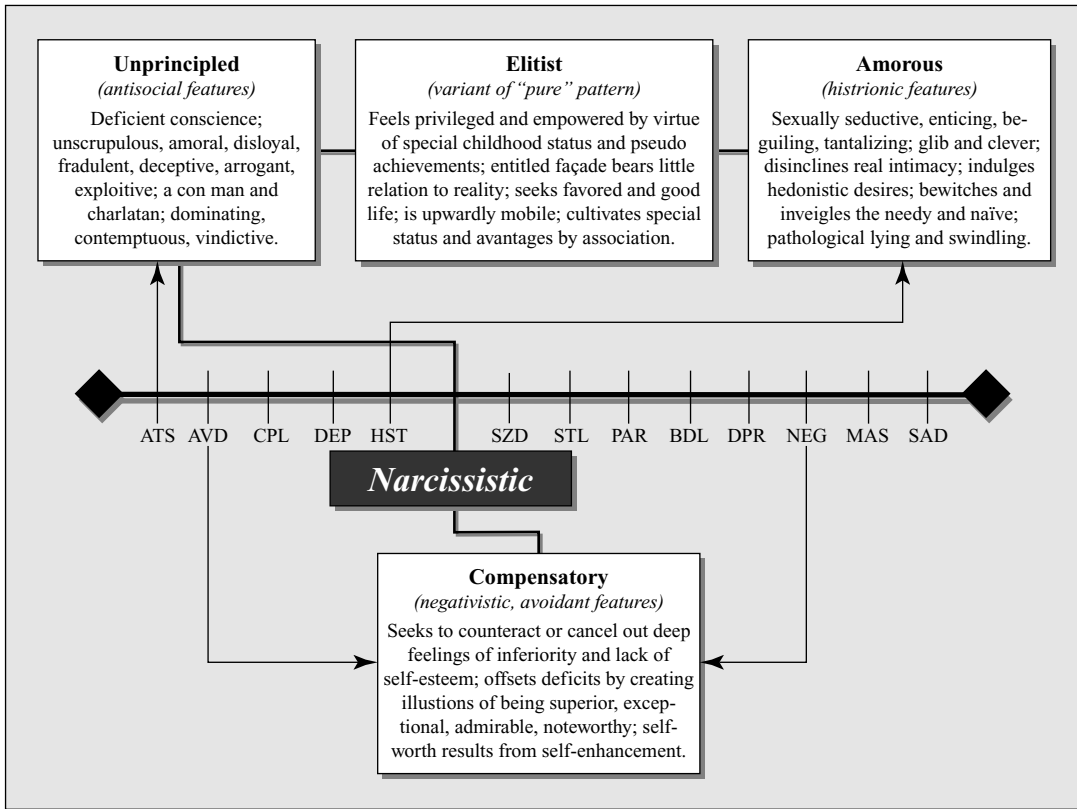 Unprincipled
(antisocial features)
Deficient conscience;
unscrupulous, amoral, disloyal,
fradulent, deceptive, arrogant,
exploitive; a con man and
charlatan; dominating,
contemptuous, vindictive.
Elitist
(variant of “pure” pattern)
Feels privileged and empowered by virtue
of special childhood status and pseudo
achievements; entitled façade bears little
relation to reality; seeks favored and good
life; is upwardly mobile; cultivates special
status and avantages by association.
Amorous
(histrionic features)
Sexually seductive, enticing, be-
guiling, tantalizing; glib and clever;
disinclines real intimacy; indulges
hedonistic desires; bewitches and
inveigles the needy and naïve;
pathological lying and swindling.
ATS AVD CPL DEP HST SZD STL PAR BDL DPR NEG MAS SAD
Narcissistic
Compensatory
(negativistic, avoidant features)
Seeks to counteract or cancel out deep
feelings of inferiority and lack of
self-esteem; offsets deficits by creating
illusions of being superior, excep-
tional, admirable, noteworthy; self-
worth results from self-enhancement.